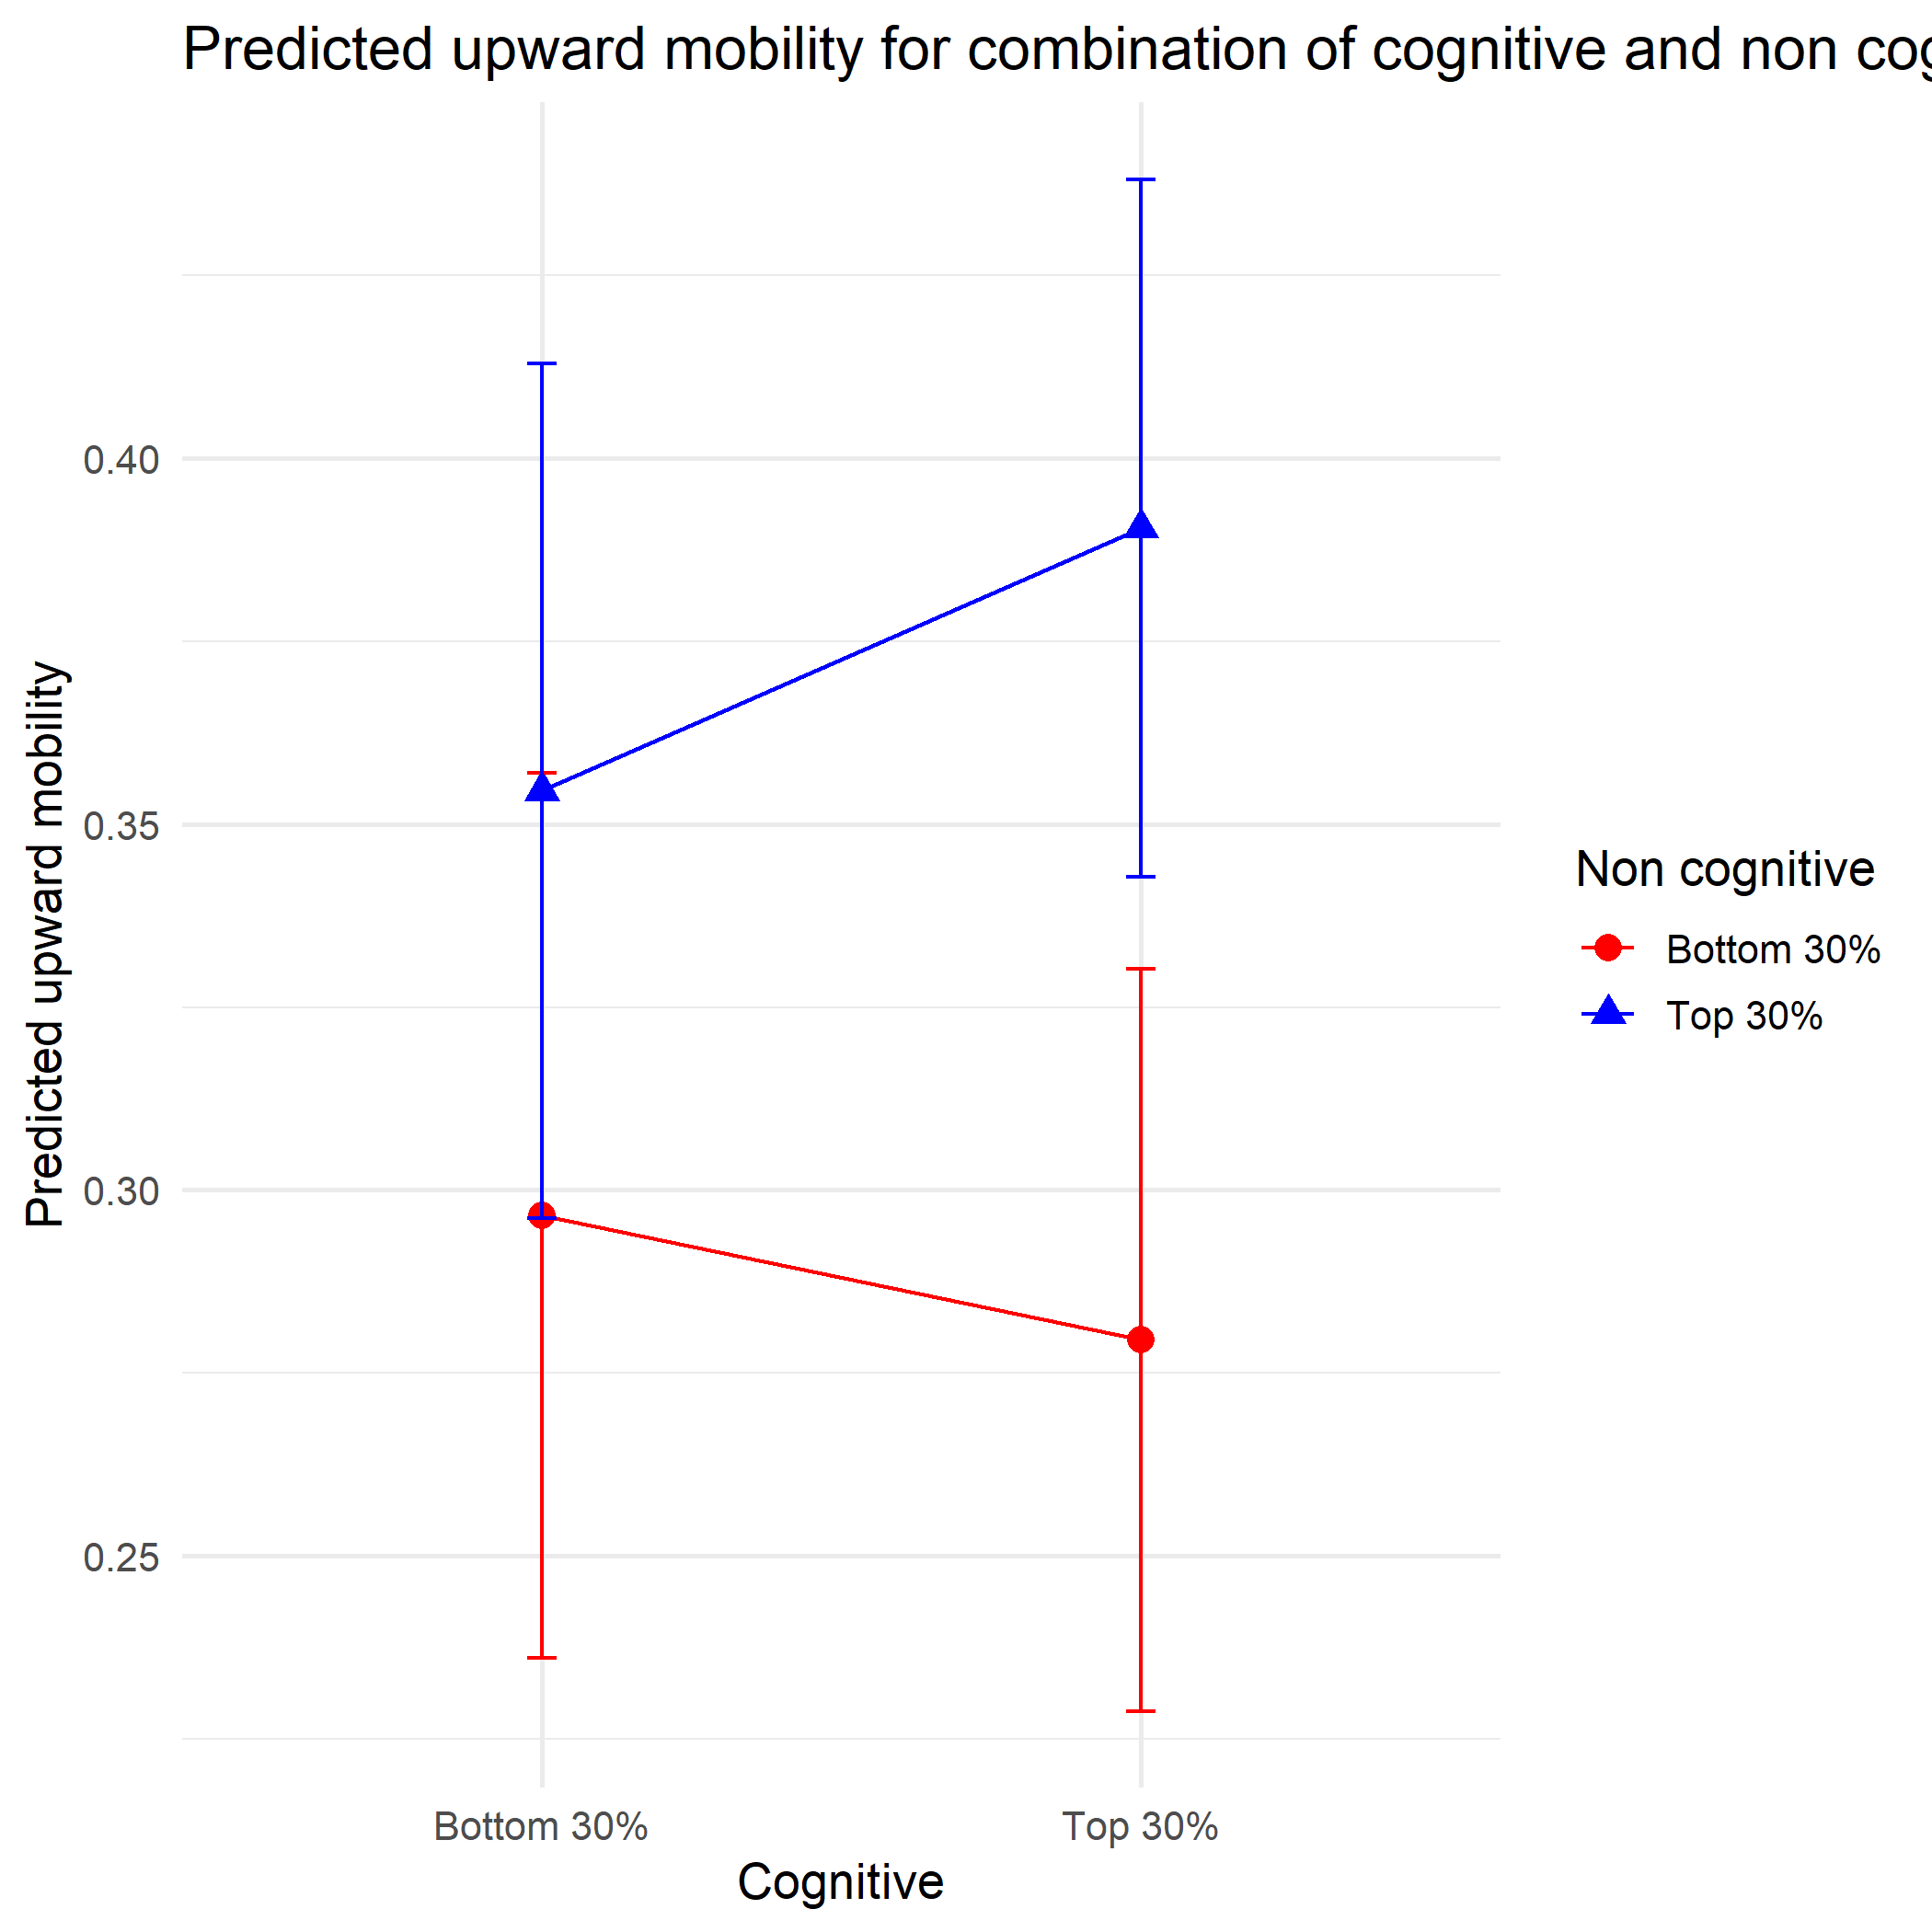 Predicted upward mobility for combination of cognitive and non cog
Predicted upward mobility
0.40
0.35
0.30
0.25
Bottom 30%
Top 30%
Cognitive
Non cognitive
Bottom 30%
Top 30%